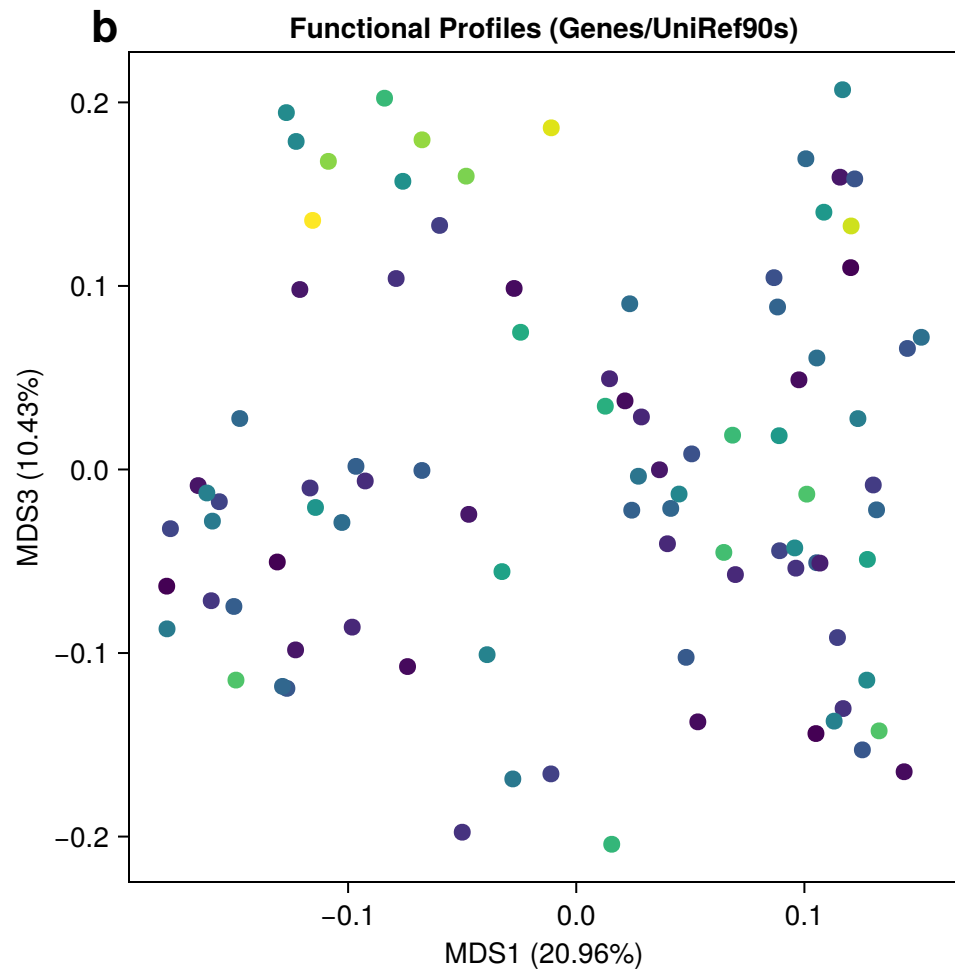 b
Functional Profiles (Genes/UniRef90s)
0.2
0.1
0.0
−0.1
−0.2
MDS3 (10.43%)
−0.1
0.0
0.1
MDS1 (20.96%)